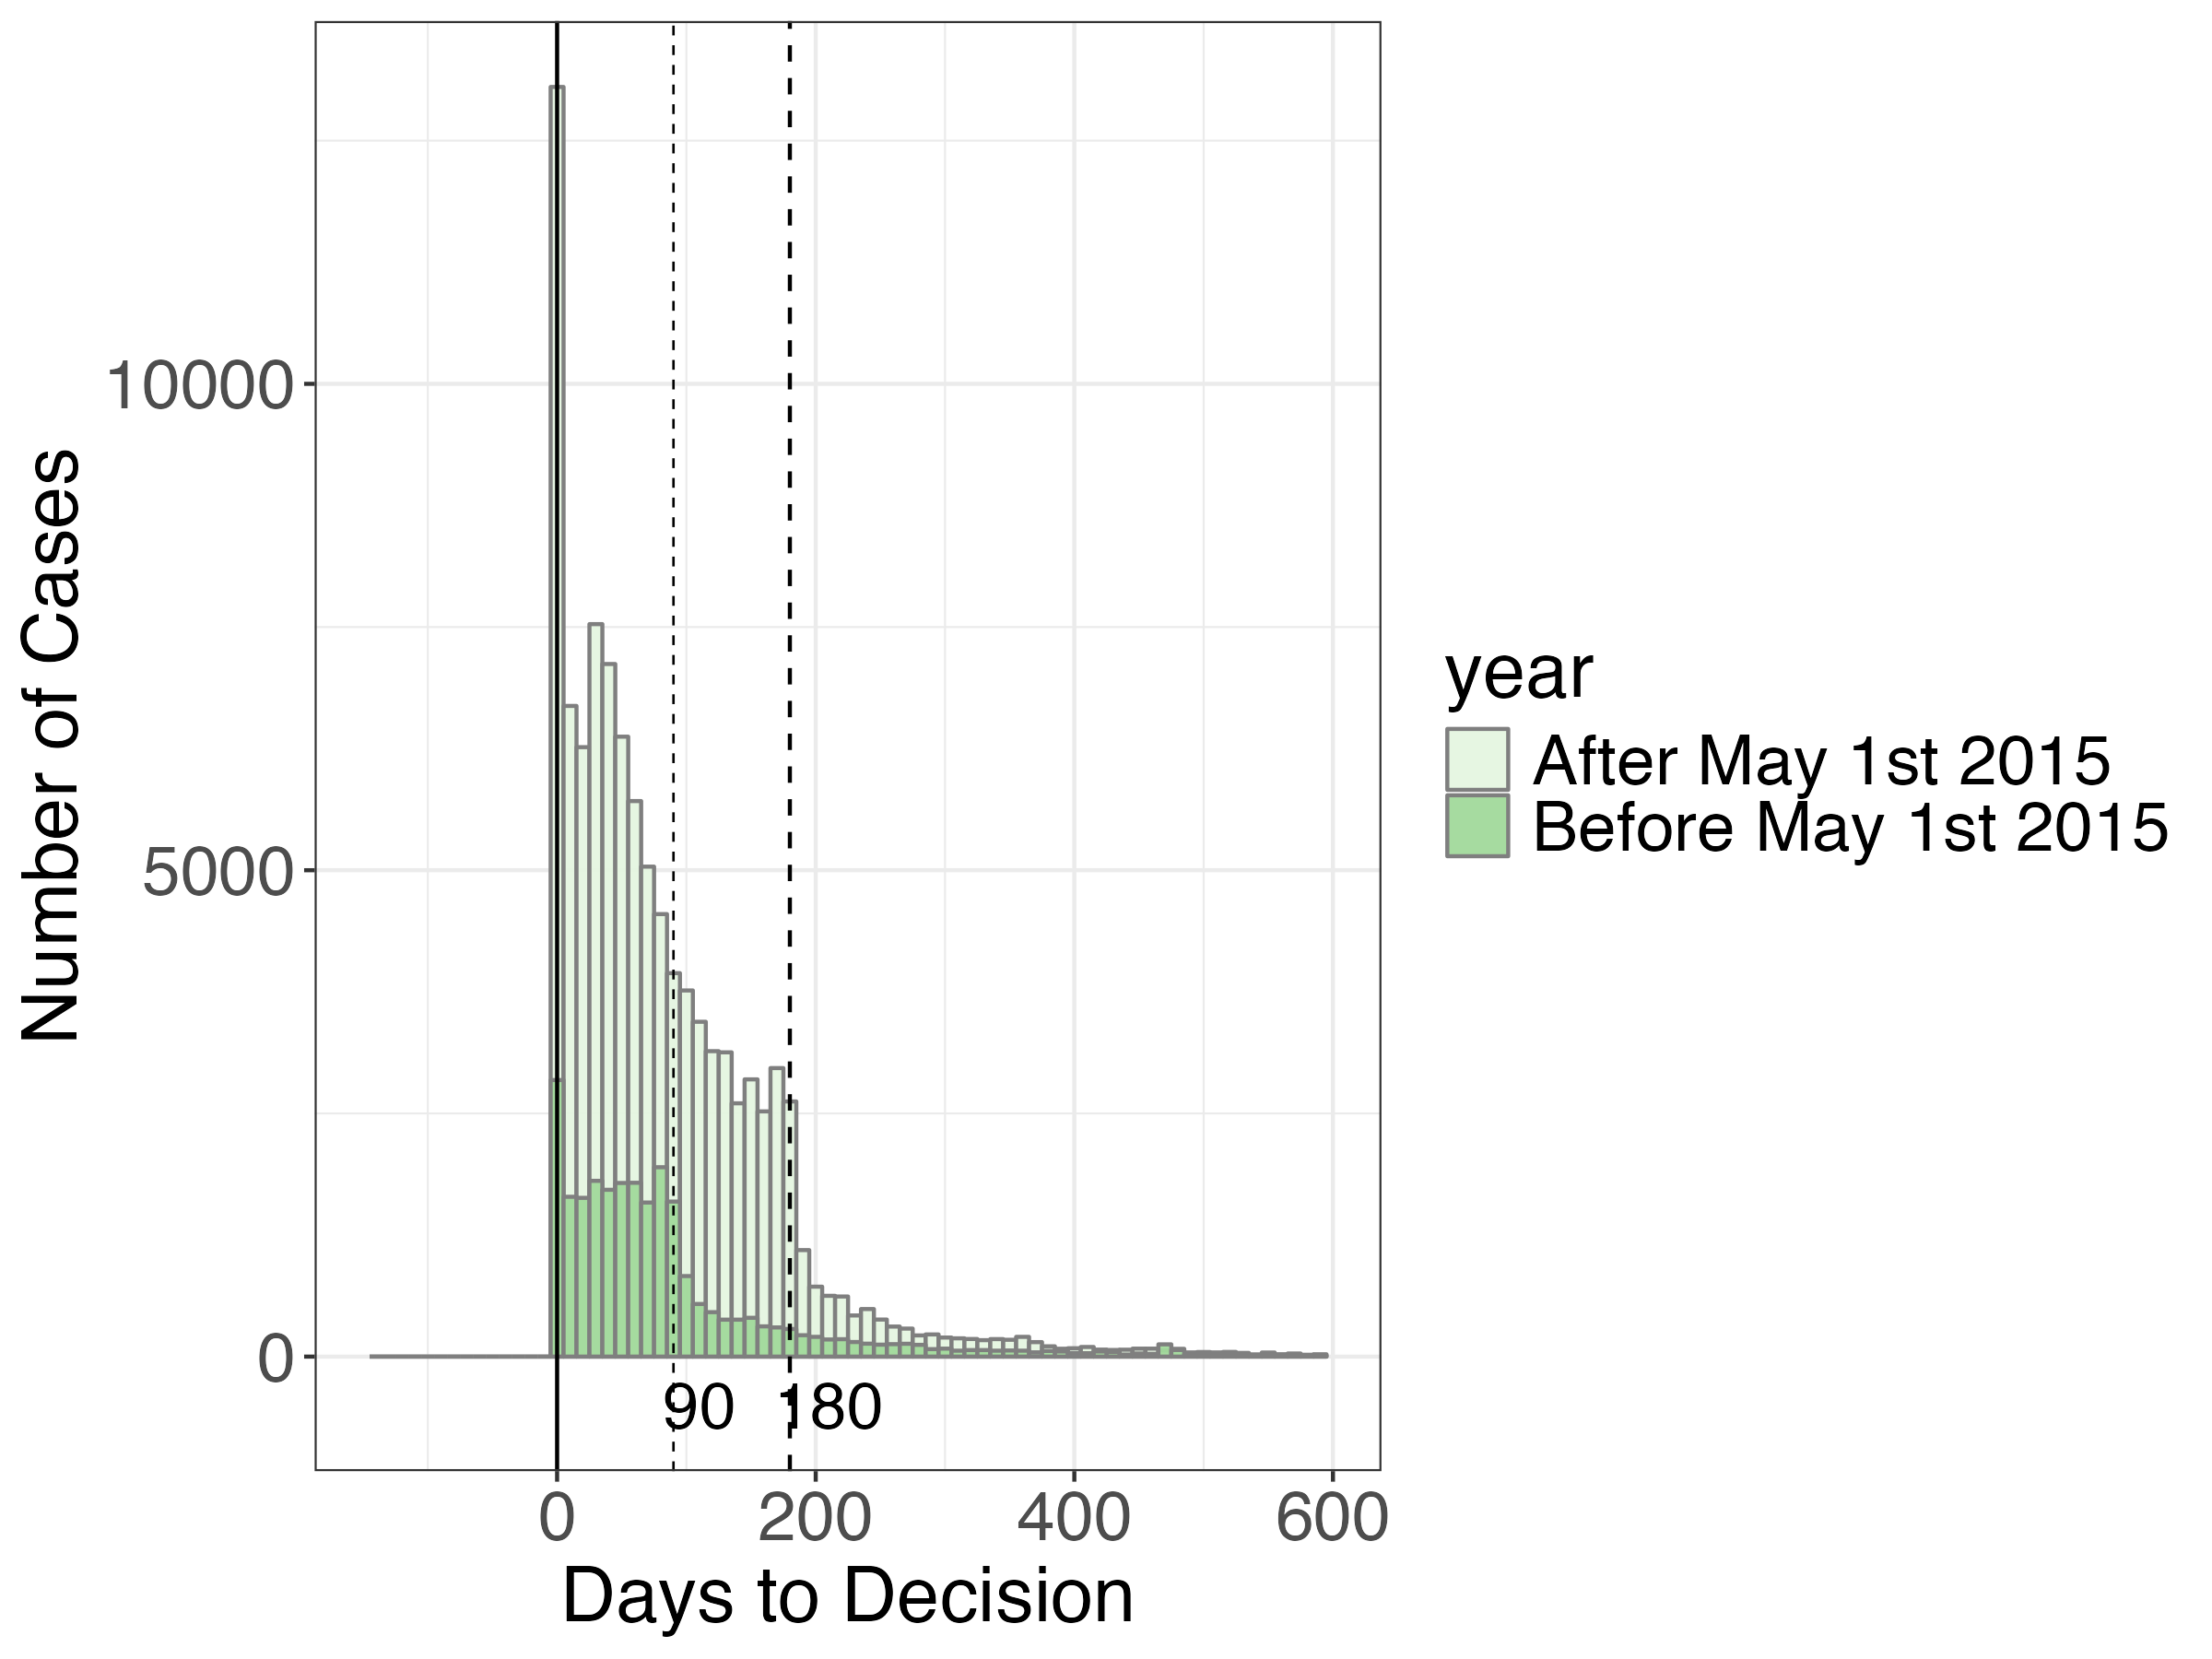 10000
5000
0
Number of Cases
90
180
0
200
400
600
Days to Decision
year
After May 1st 2015
Before May 1st 2015